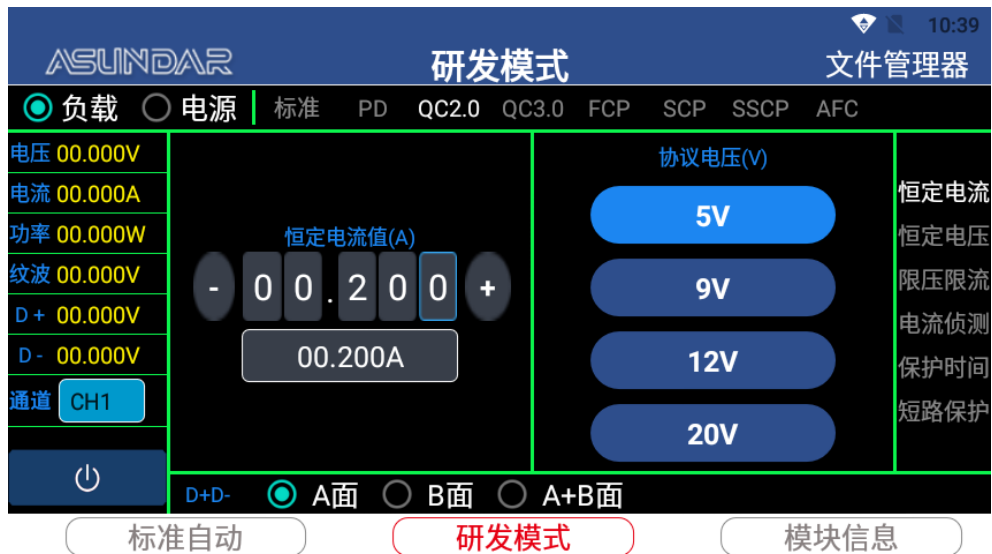 10:39
ASUNDAR 研发模式 文件管理器
负载 电源 标准 PD QC2.0 QC3.0 FCP SCP SSCP AFC
电压 00.000V
电流 00.000A
功率 00.000W
纹波 00.000V
D+ 00.000V
D- 00.000V
通道 CH1
恒定电流值(A)
- 0 0 . 2 0 0 +
00.200A
协议电压(V)
5V
9V
12V
20V
恒定电流
恒定电压
限压限流
电流侦测
保护时间
短路保护
D+D- A面 B面 A+B面
标准自动 研发模式 模块信息